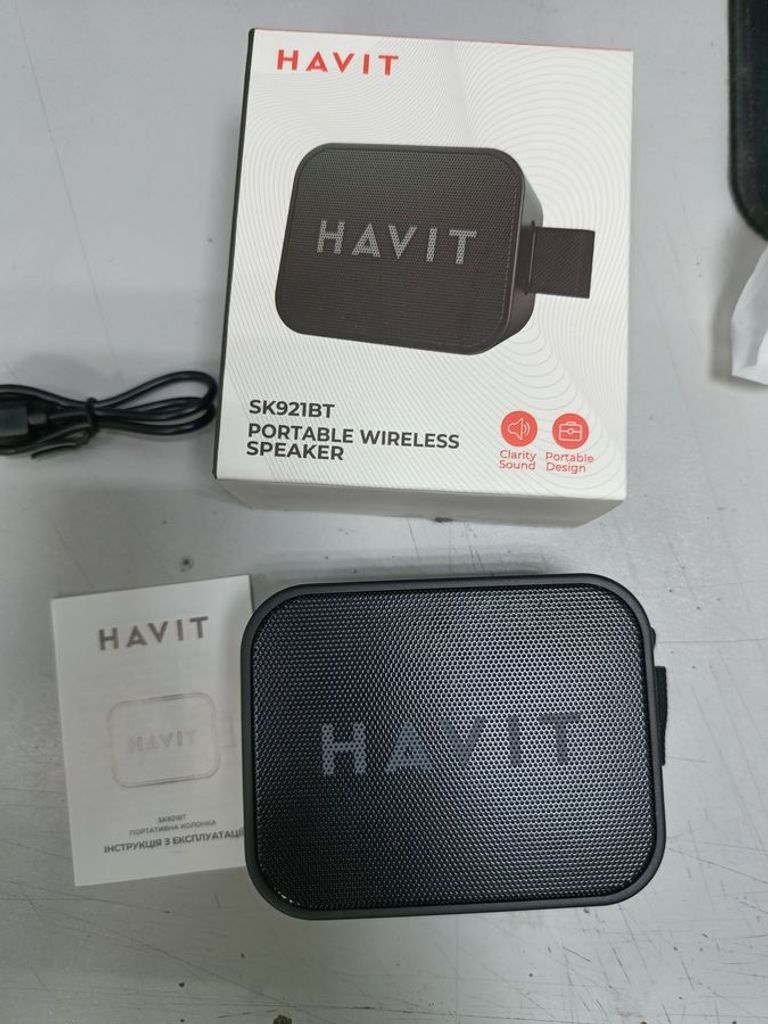 HAVIT
HAVIT
SK921BT
PORTABLE WIRELESS
SPEAKER
Clarity
Sound
Portable
Design
HAVIT
HAVIT
SK921BT
ПОРТАТИВНА КОЛОНКА
ІНСТРУКЦІЯ З ЕКСПЛУАТАЦІЇ
HAVIT